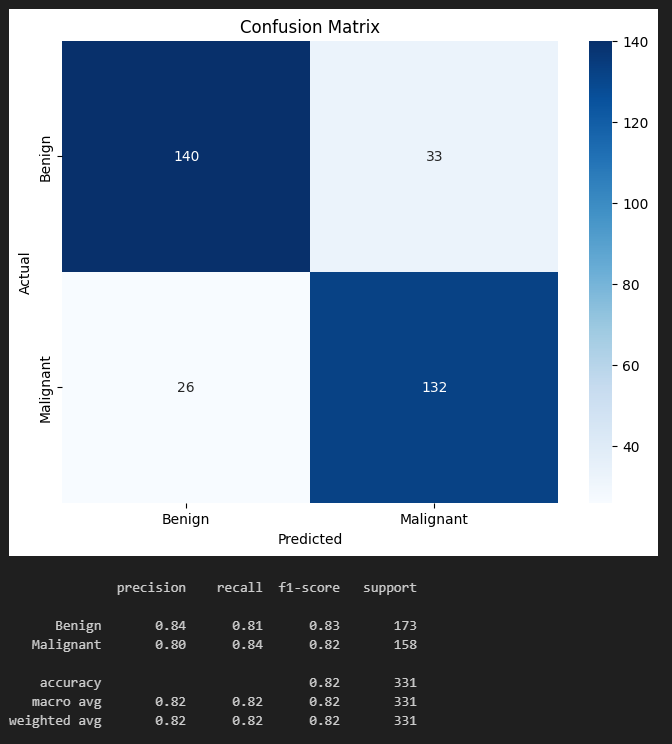 Confusion Matrix
Benign
140
33
Actual
Malignant
26
132
Benign
Malignant
Predicted
140
120
100
80
60
40
precision recall f1-score support
Benign 0.84 0.81 0.83 173
Malignant 0.80 0.84 0.82 158
accuracy 0.82 331
macro avg 0.82 0.82 0.82 331
weighted avg 0.82 0.82 0.82 331